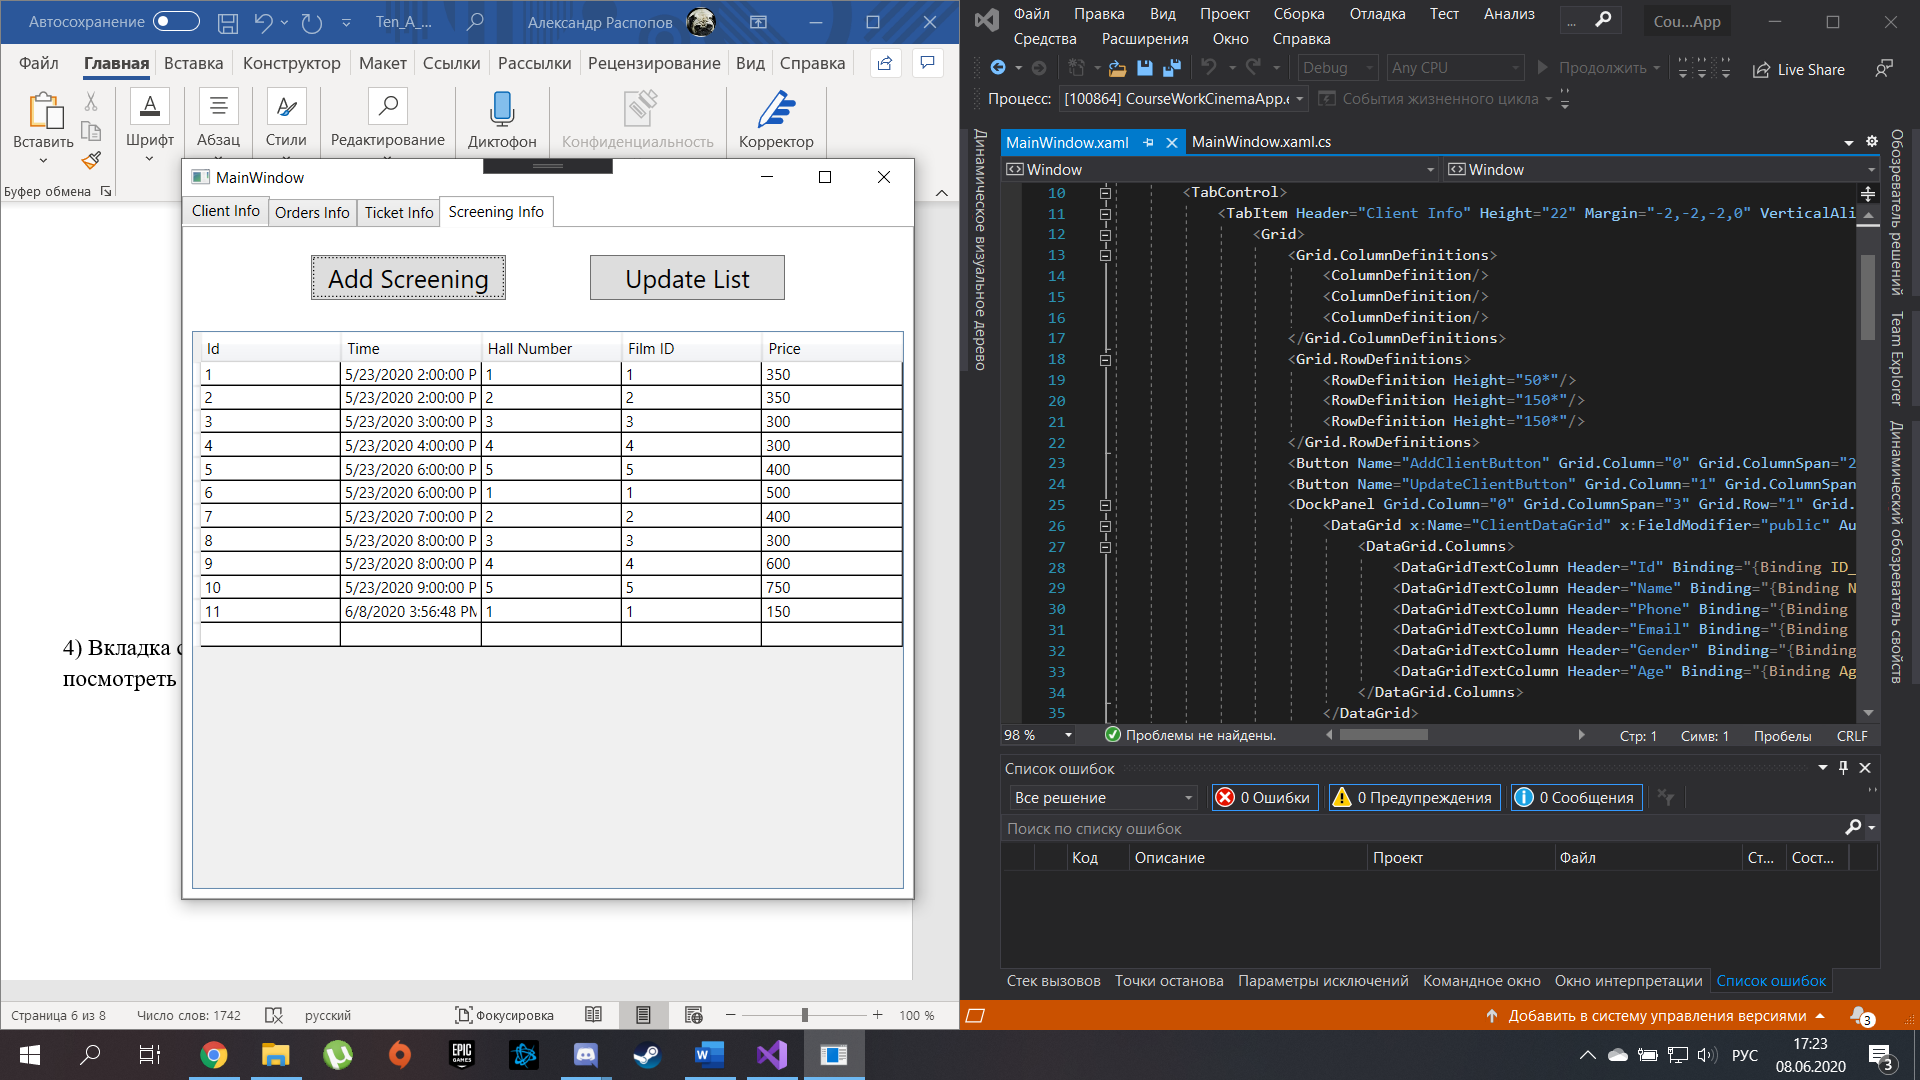 Автосохранение
Ten_A_...
Александр Распопов
Файл Главная Вставка Конструктор Макет Ссылки Рассылки Рецензирование Вид Справка
Вставить
Шрифт
Абзац
Стили
Редактирование
Диктофон
Конфиденциальность
Корректор
Буфер обмена
4) Вкладка
посмотреть
MainWindow
Client Info Orders Info Ticket Info Screening Info
Add Screening Update List
Id Time Hall Number Film ID Price
1 5/23/2020 2:00:00 P 1 1 350
2 5/23/2020 2:00:00 P 2 2 350
3 5/23/2020 3:00:00 P 3 3 300
4 5/23/2020 4:00:00 P 4 4 300
5 5/23/2020 6:00:00 P 5 5 400
6 5/23/2020 6:00:00 P 1 1 500
7 5/23/2020 7:00:00 P 2 2 400
8 5/23/2020 8:00:00 P 3 3 300
9 5/23/2020 8:00:00 P 4 4 600
10 5/23/2020 9:00:00 P 5 5 750
11 6/8/2020 3:56:48 PM 1 1 150
Страница 6 из 8 Число слов: 1742 русский Фокусировка 100 %
Файл Правка Вид Проект Сборка Отладка Тест Анализ
... Cou...App
Средства Расширения Окно Справка
Debug Any CPU Продолжить Live Share
Процесс: [100864] CourseWorkCinemaApp.e События жизненного цикла
Динамическое визуальное дерево
MainWindow.xaml MainWindow.xaml.cs
Window Window
10 <TabControl>
11 <TabItem Header="Client Info" Height="22" Margin="-2,-2,-2,0" VerticalAli
12 <Grid>
13 <Grid.ColumnDefinitions>
14 <ColumnDefinition/>
15 <ColumnDefinition/>
16 <ColumnDefinition/>
17 </Grid.ColumnDefinitions>
18 <Grid.RowDefinitions>
19 <RowDefinition Height="50*"/>
20 <RowDefinition Height="150*"/>
21 <RowDefinition Height="150*"/>
22 </Grid.RowDefinitions>
23 <Button Name="AddClientButton" Grid.Column="0" Grid.ColumnSpan="2
24 <Button Name="UpdateClientButton" Grid.Column="1" Grid.ColumnSpan
25 <DockPanel Grid.Column="0" Grid.ColumnSpan="3" Grid.Row="1" Grid.
26 <DataGrid x:Name="ClientDataGrid" x:FieldModifier="public" Au
27 <DataGrid.Columns>
28 <DataGridTextColumn Header="Id" Binding="{Binding ID_
29 <DataGridTextColumn Header="Name" Binding="{Binding N
30 <DataGridTextColumn Header="Phone" Binding="{Binding
31 <DataGridTextColumn Header="Email" Binding="{Binding
32 <DataGridTextColumn Header="Gender" Binding="{Binding
33 <DataGridTextColumn Header="Age" Binding="{Binding Ag
34 </DataGrid.Columns>
35 </DataGrid>
98 % Проблемы не найдены. Стр: 1 Симв: 1 Пробелы CRLF
Обозреватель решений
Team Explorer
Динамический обозреватель свойств
Список ошибок
Все решение 0 Ошибки 0 Предупреждения 0 Сообщения
Поиск по списку ошибок
Код Описание Проект Файл Ст... Сост...
Стек вызовов Точки останова Параметры исключений Командное окно Окно интерпретации Список ошибок
Добавить в систему управления версиями 3
EPIC GAMES
РУС
17:23
08.06.2020
3